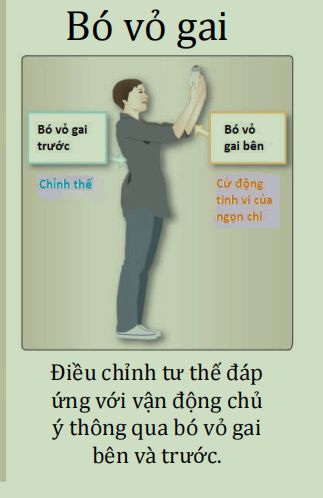 Bó vỏ gai
Bó vỏ gai
trước
Chỉnh thế
Bó vỏ
gai bên
Cử động
tinh vi của
ngọn chi
Điều chỉnh tư thế đáp
ứng với vận động chủ
ý thông qua bó vỏ gai
bên và trước.